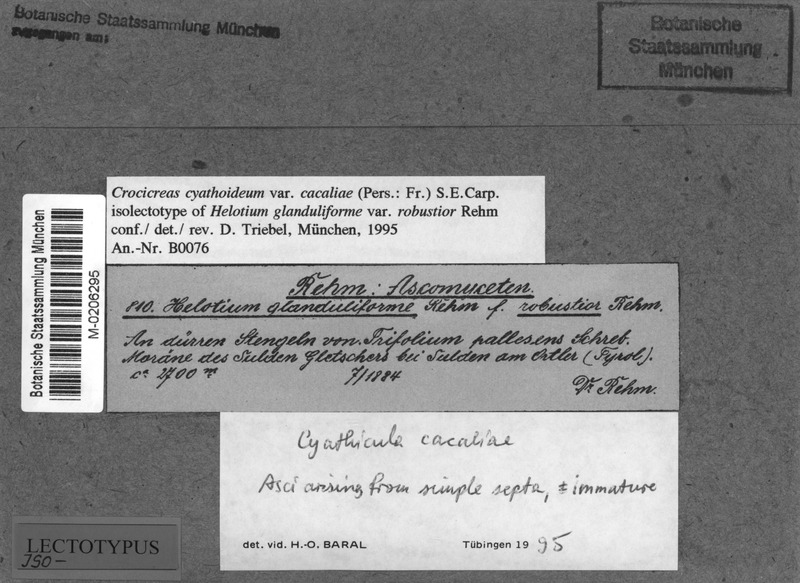 Botanische Staatssammlung München
zugegangen am:
Botanische
Staatssammlung
München
Crocicreas cyathoideum var. cacaliae (Pers.: Fr.) S.E.Carp.
isolectotype of Helotium glanduliforme var. robustior Rehm
conf./ det./ rev. D. Triebel, München, 1995
An.-Nr. B0076
Botanische Staatssammlung München
M-0206295
Rehm: Ascomyceten.
810. Helotium glanduliforme Rehm f. robustior Rehm.
An dürren Stengeln von Trifolium pallesens Schreb.
Moräne des Sulden Gletschers bei Sulden am Ortler (Tyrol).
cª 2700 m 7/1884
Dr Rehm.
Cyathicula cacaliae
Asci arising from simple septa, ± immature
det. vid. H.-O. BARAL Tübingen 1995
LECTOTYPUS
ISO-